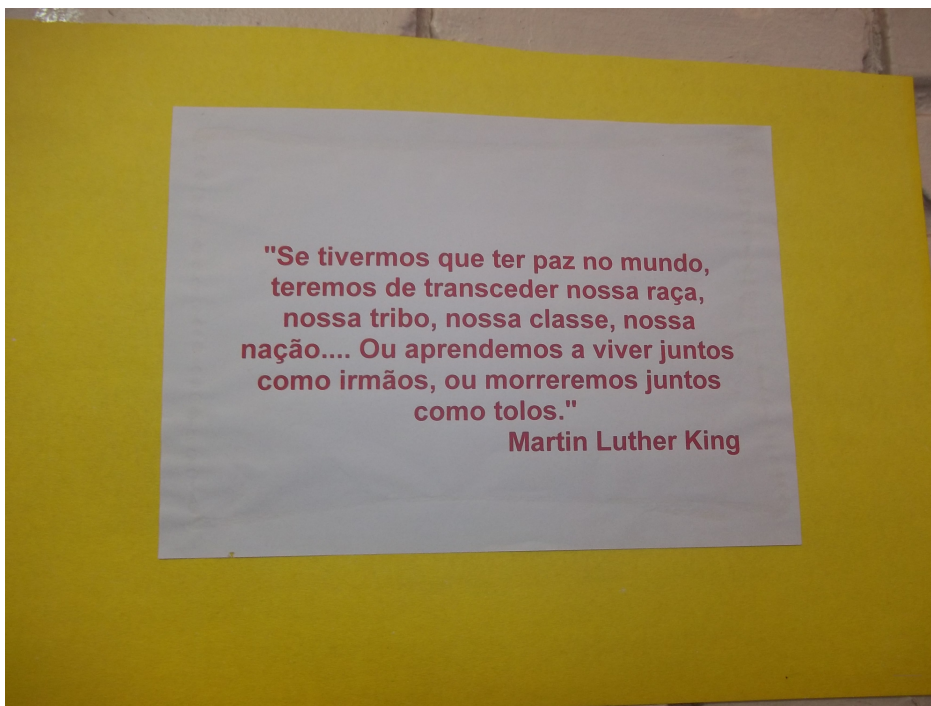 "Se tivermos que ter paz no mundo,
teremos de transceder nossa raça,
nossa tribo, nossa classe, nossa
nação.... Ou aprendemos a viver juntos
como irmãos, ou morreremos juntos
como tolos."
Martin Luther King